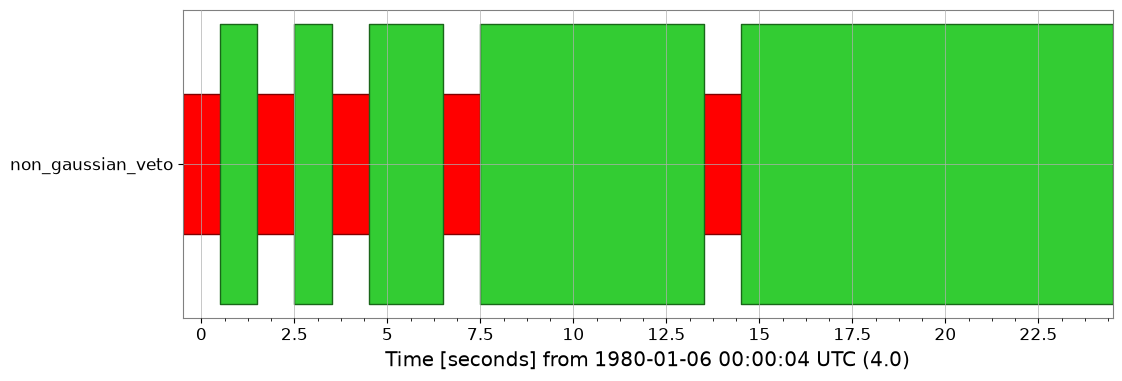 non_gaussian_veto
0 2.5 5 7.5 10 12.5 15 17.5 20 22.5
Time [seconds] from 1980-01-06 00:00:04 UTC (4.0)